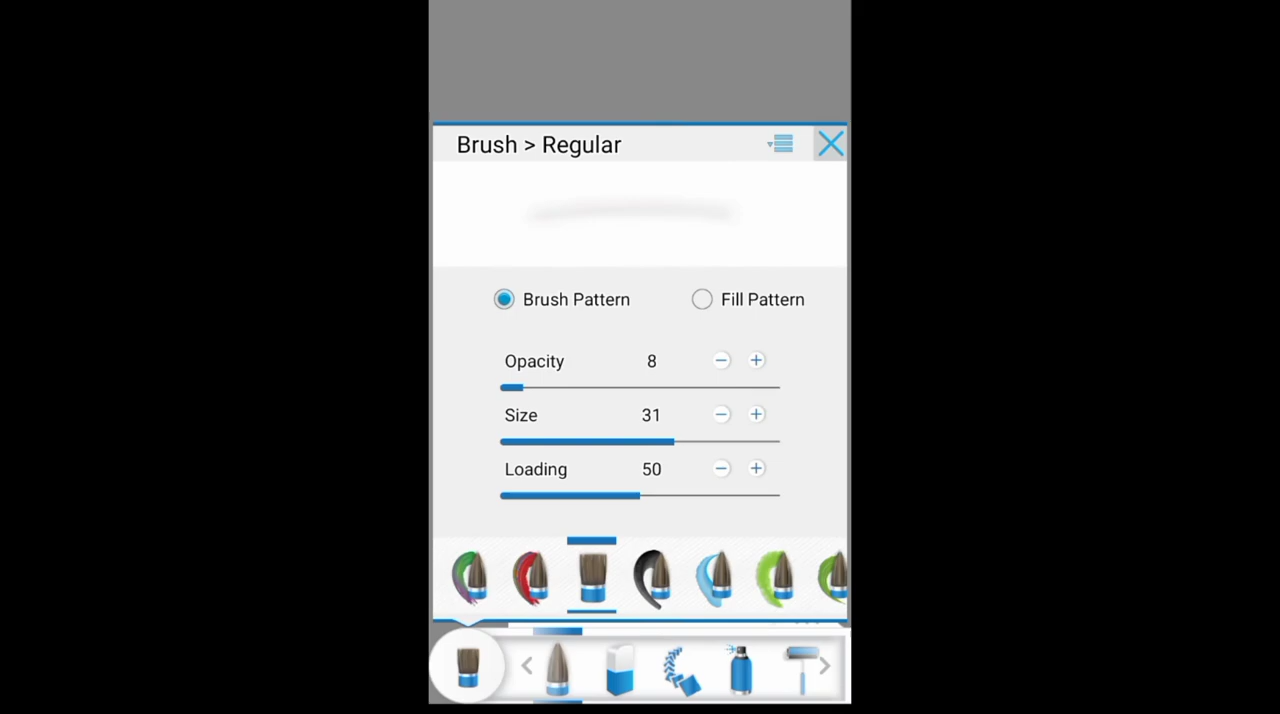 Brush > Regular
Brush Pattern
Fill Pattern
Opacity 8
Size 31
Loading 50